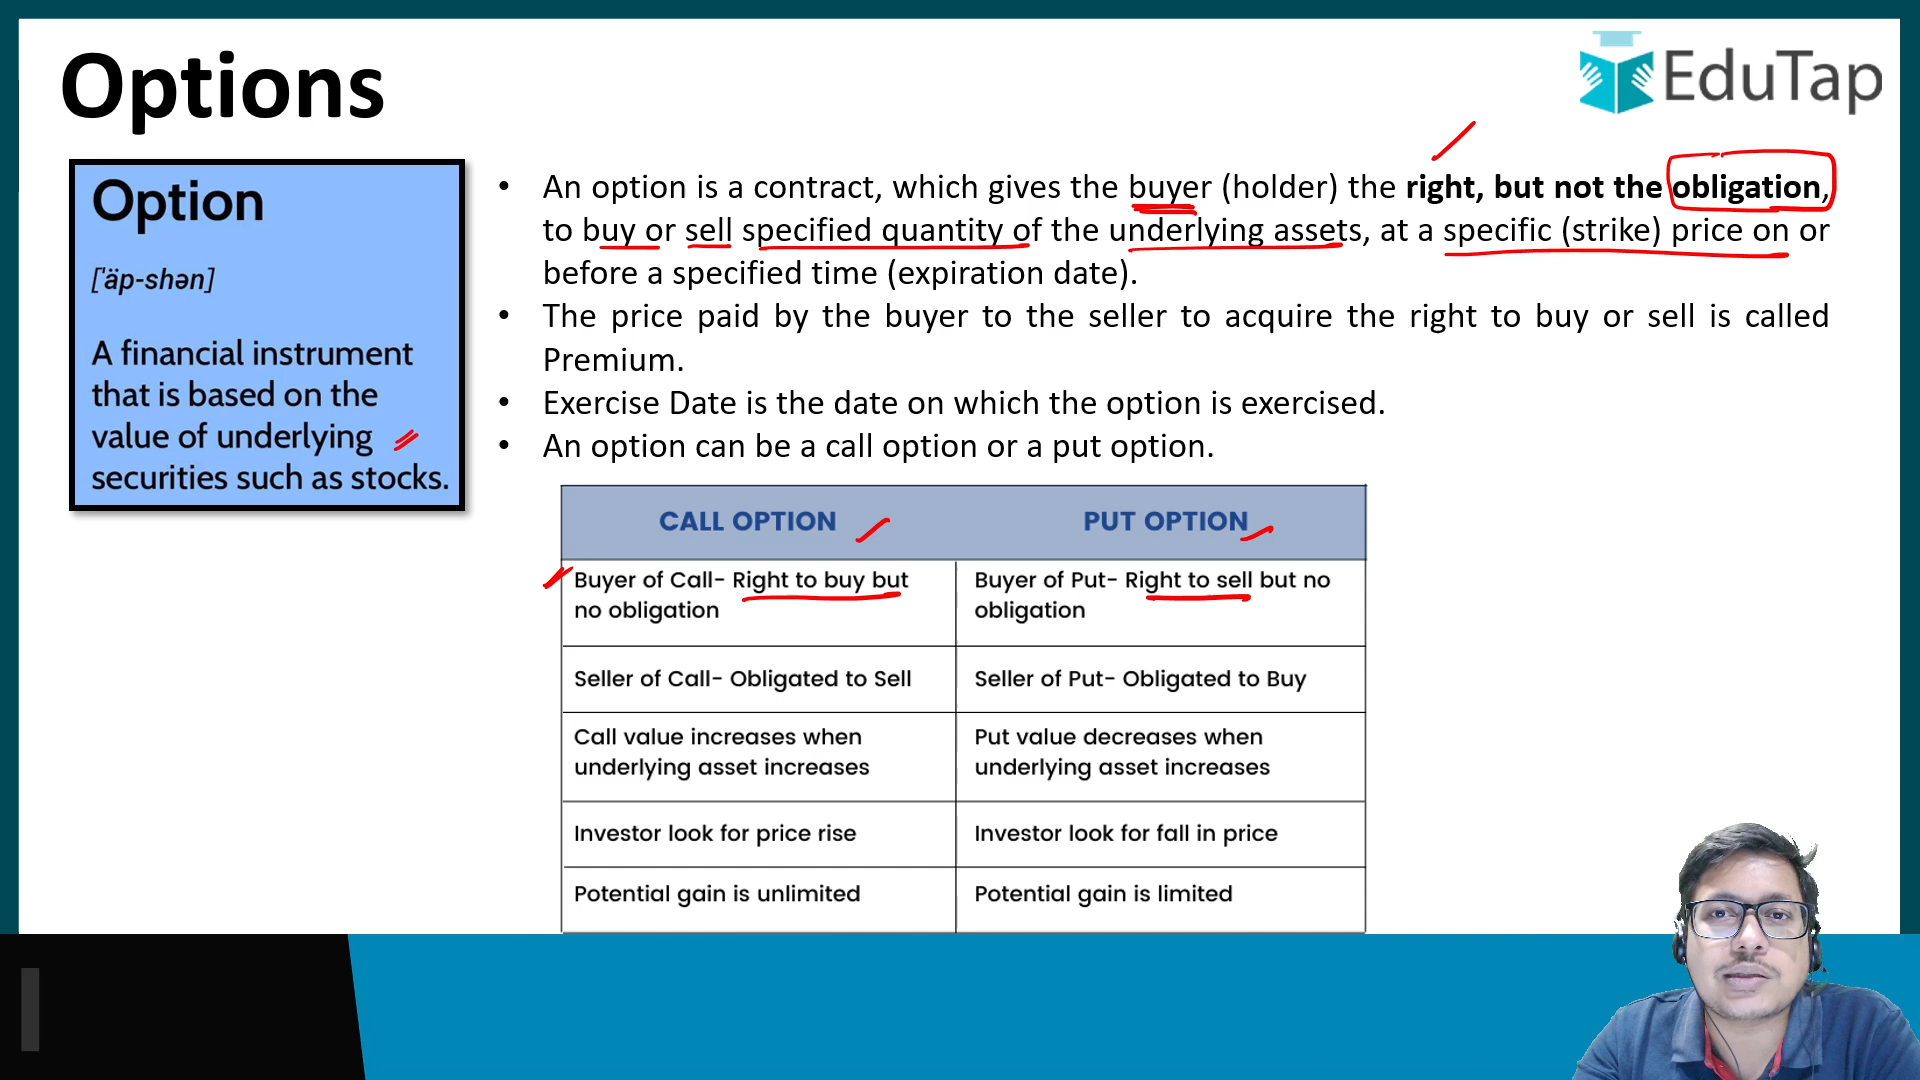 Options
EduTap
Option
['äp-shən]
A financial instrument
that is based on the
value of underlying
securities such as stocks.
• An option is a contract, which gives the buyer (holder) the right, but not the obligation,
to buy or sell specified quantity of the underlying assets, at a specific (strike) price on or
before a specified time (expiration date).
• The price paid by the buyer to the seller to acquire the right to buy or sell is called
Premium.
• Exercise Date is the date on which the option is exercised.
• An option can be a call option or a put option.
CALL OPTION PUT OPTION
Buyer of Call- Right to buy but
no obligation
Buyer of Put- Right to sell but no
obligation
Seller of Call- Obligated to Sell
Seller of Put- Obligated to Buy
Call value increases when
underlying asset increases
Put value decreases when
underlying asset increases
Investor look for price rise
Investor look for fall in price
Potential gain is unlimited
Potential gain is limited